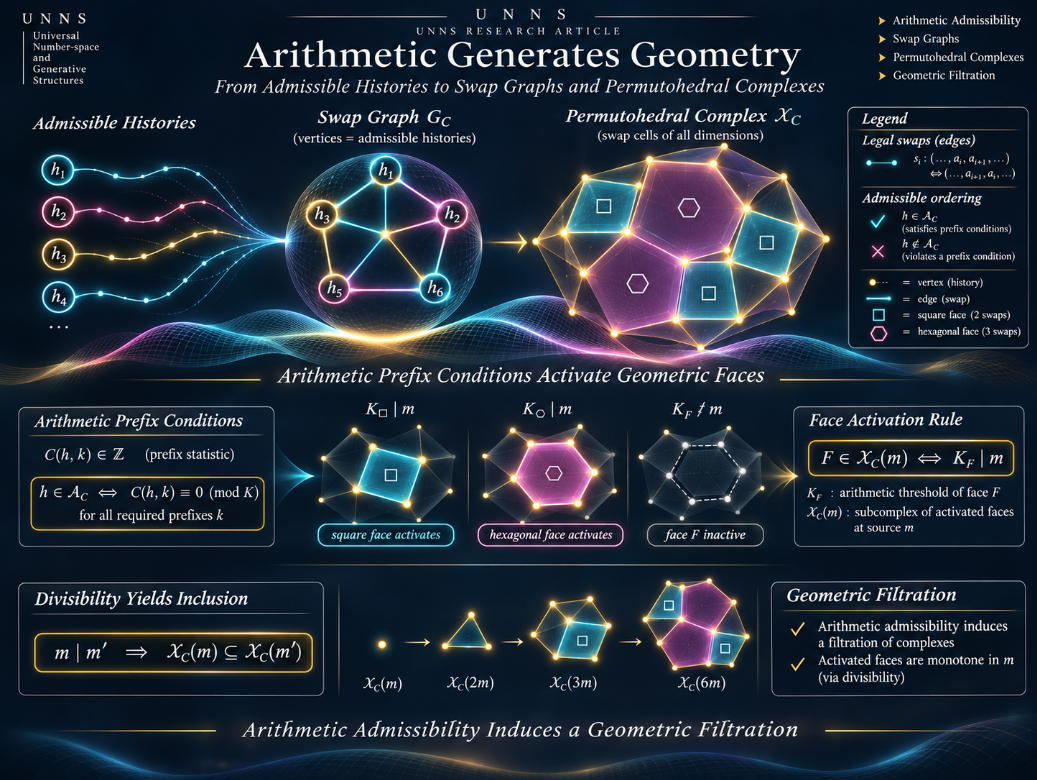 U N N S
Universal
Number-space
and
Generative
Structures
U N N S
UNNS RESEARCH ARTICLE
Arithmetic Generates Geometry
From Admissible Histories to Swap Graphs and Permutohedral Complexes
➤ Arithmetic Admissibility
➤ Swap Graphs
➤ Permutohedral Complexes
➤ Geometric Filtration
Admissible Histories
h₁
h₂
h₃
h₄
...
Swap Graph G_C
(vertices = admissible histories)
h₁
h₃
h₂
h₅
h₆
Permutohedral Complex 𝒳_C
(swap cells of all dimensions)
Legend
Legal swaps (edges)
s_i : (…, a_i, a_{i+1}, …)
⇔ (…, a_{i+1}, a_i, …)
Admissible ordering
h ∈ 𝒜_C
(satisfies prefix conditions)
h ∉ 𝒜_C
(violates a prefix condition)
= vertex (history)
= edge (swap)
= square face (2 swaps)
= hexagonal face (3 swaps)
Arithmetic Prefix Conditions Activate Geometric Faces
Arithmetic Prefix Conditions
C(h, k) ∈ ℤ (prefix statistic)
h ∈ 𝒜_C ⇔ C(h, k) ≡ 0 (mod K)
for all required prefixes k
K_□ | m
square face activates
K_⬡ | m
hexagonal face activates
K_F ∤ m
face F inactive
Face Activation Rule
F ∈ 𝒳_C(m) ⇔ K_F | m
K_F : arithmetic threshold of face F
𝒳_C(m) : subcomplex of activated faces
at source m
Divisibility Yields Inclusion
m | m′ ⇒ 𝒳_C(m) ⊆ 𝒳_C(m′)
𝒳_C(m)
𝒳_C(2m)
𝒳_C(3m)
𝒳_C(6m)
Geometric Filtration
✓ Arithmetic admissibility induces
a filtration of complexes
✓ Activated faces are monotone in m
(via divisibility)
Arithmetic Admissibility Induces a Geometric Filtration